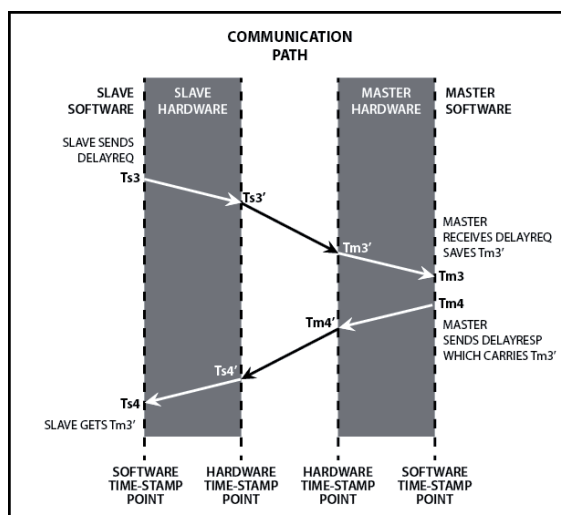 COMMUNICATION
PATH
SLAVE
SOFTWARE
SLAVE
HARDWARE
MASTER
HARDWARE
MASTER
SOFTWARE
SLAVE SENDS
DELAYREQ
Ts3
Ts3'
Tm3'
MASTER
RECEIVES DELAYREQ
SAVES Tm3'
Tm3
Tm4
Tm4'
MASTER
SENDS DELAYRESP
WHICH CARRIES Tm3'
Ts4'
Ts4
SLAVE GETS Tm3'
SOFTWARE
TIME-STAMP
POINT
HARDWARE
TIME-STAMP
POINT
HARDWARE
TIME-STAMP
POINT
SOFTWARE
TIME-STAMP
POINT